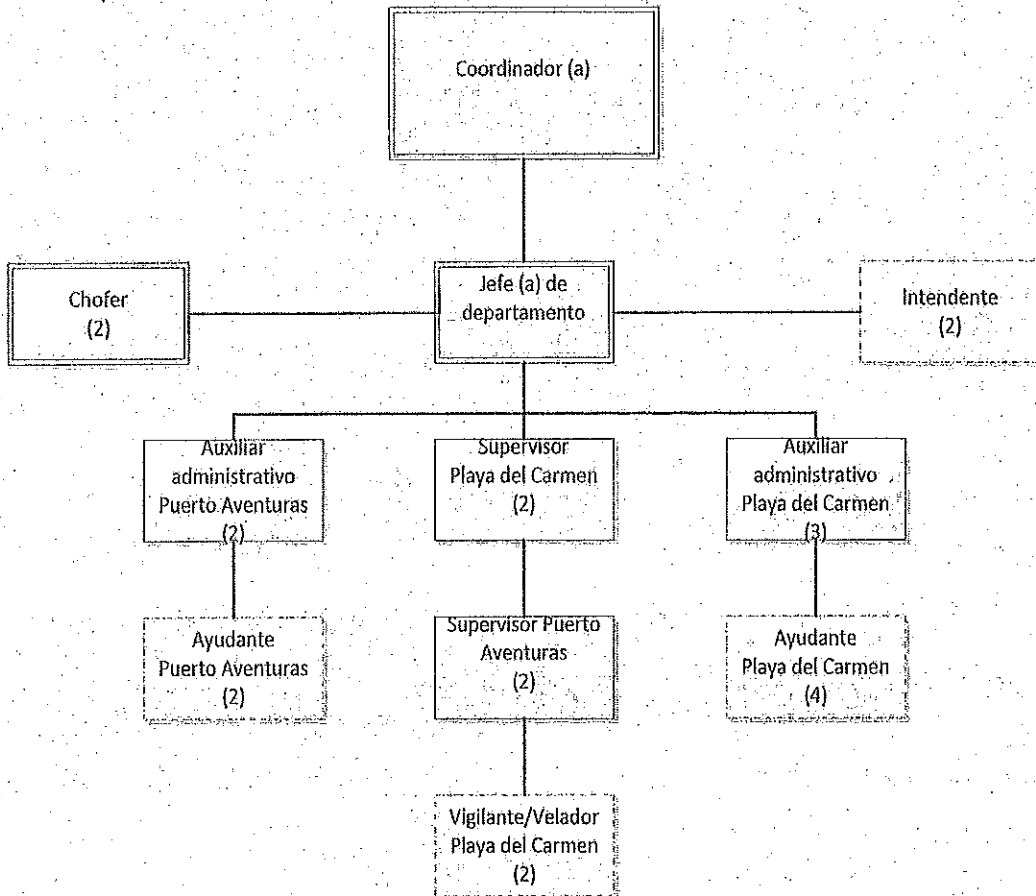 Coordinador (a)
Chofer
(2)
Jefe (a) de
departamento
Intendente
(2)
Auxiliar
administrativo
Puerto Aventuras
(2)
Supervisor
Playa del Carmen
(2)
Auxiliar
administrativo
Playa del Carmen
(3)
Ayudante
Puerto Aventuras
(2)
Supervisor Puerto
Aventuras
(2)
Ayudante
Playa del Carmen
(4)
Vigilante/Velador
Playa del Carmen
(2)